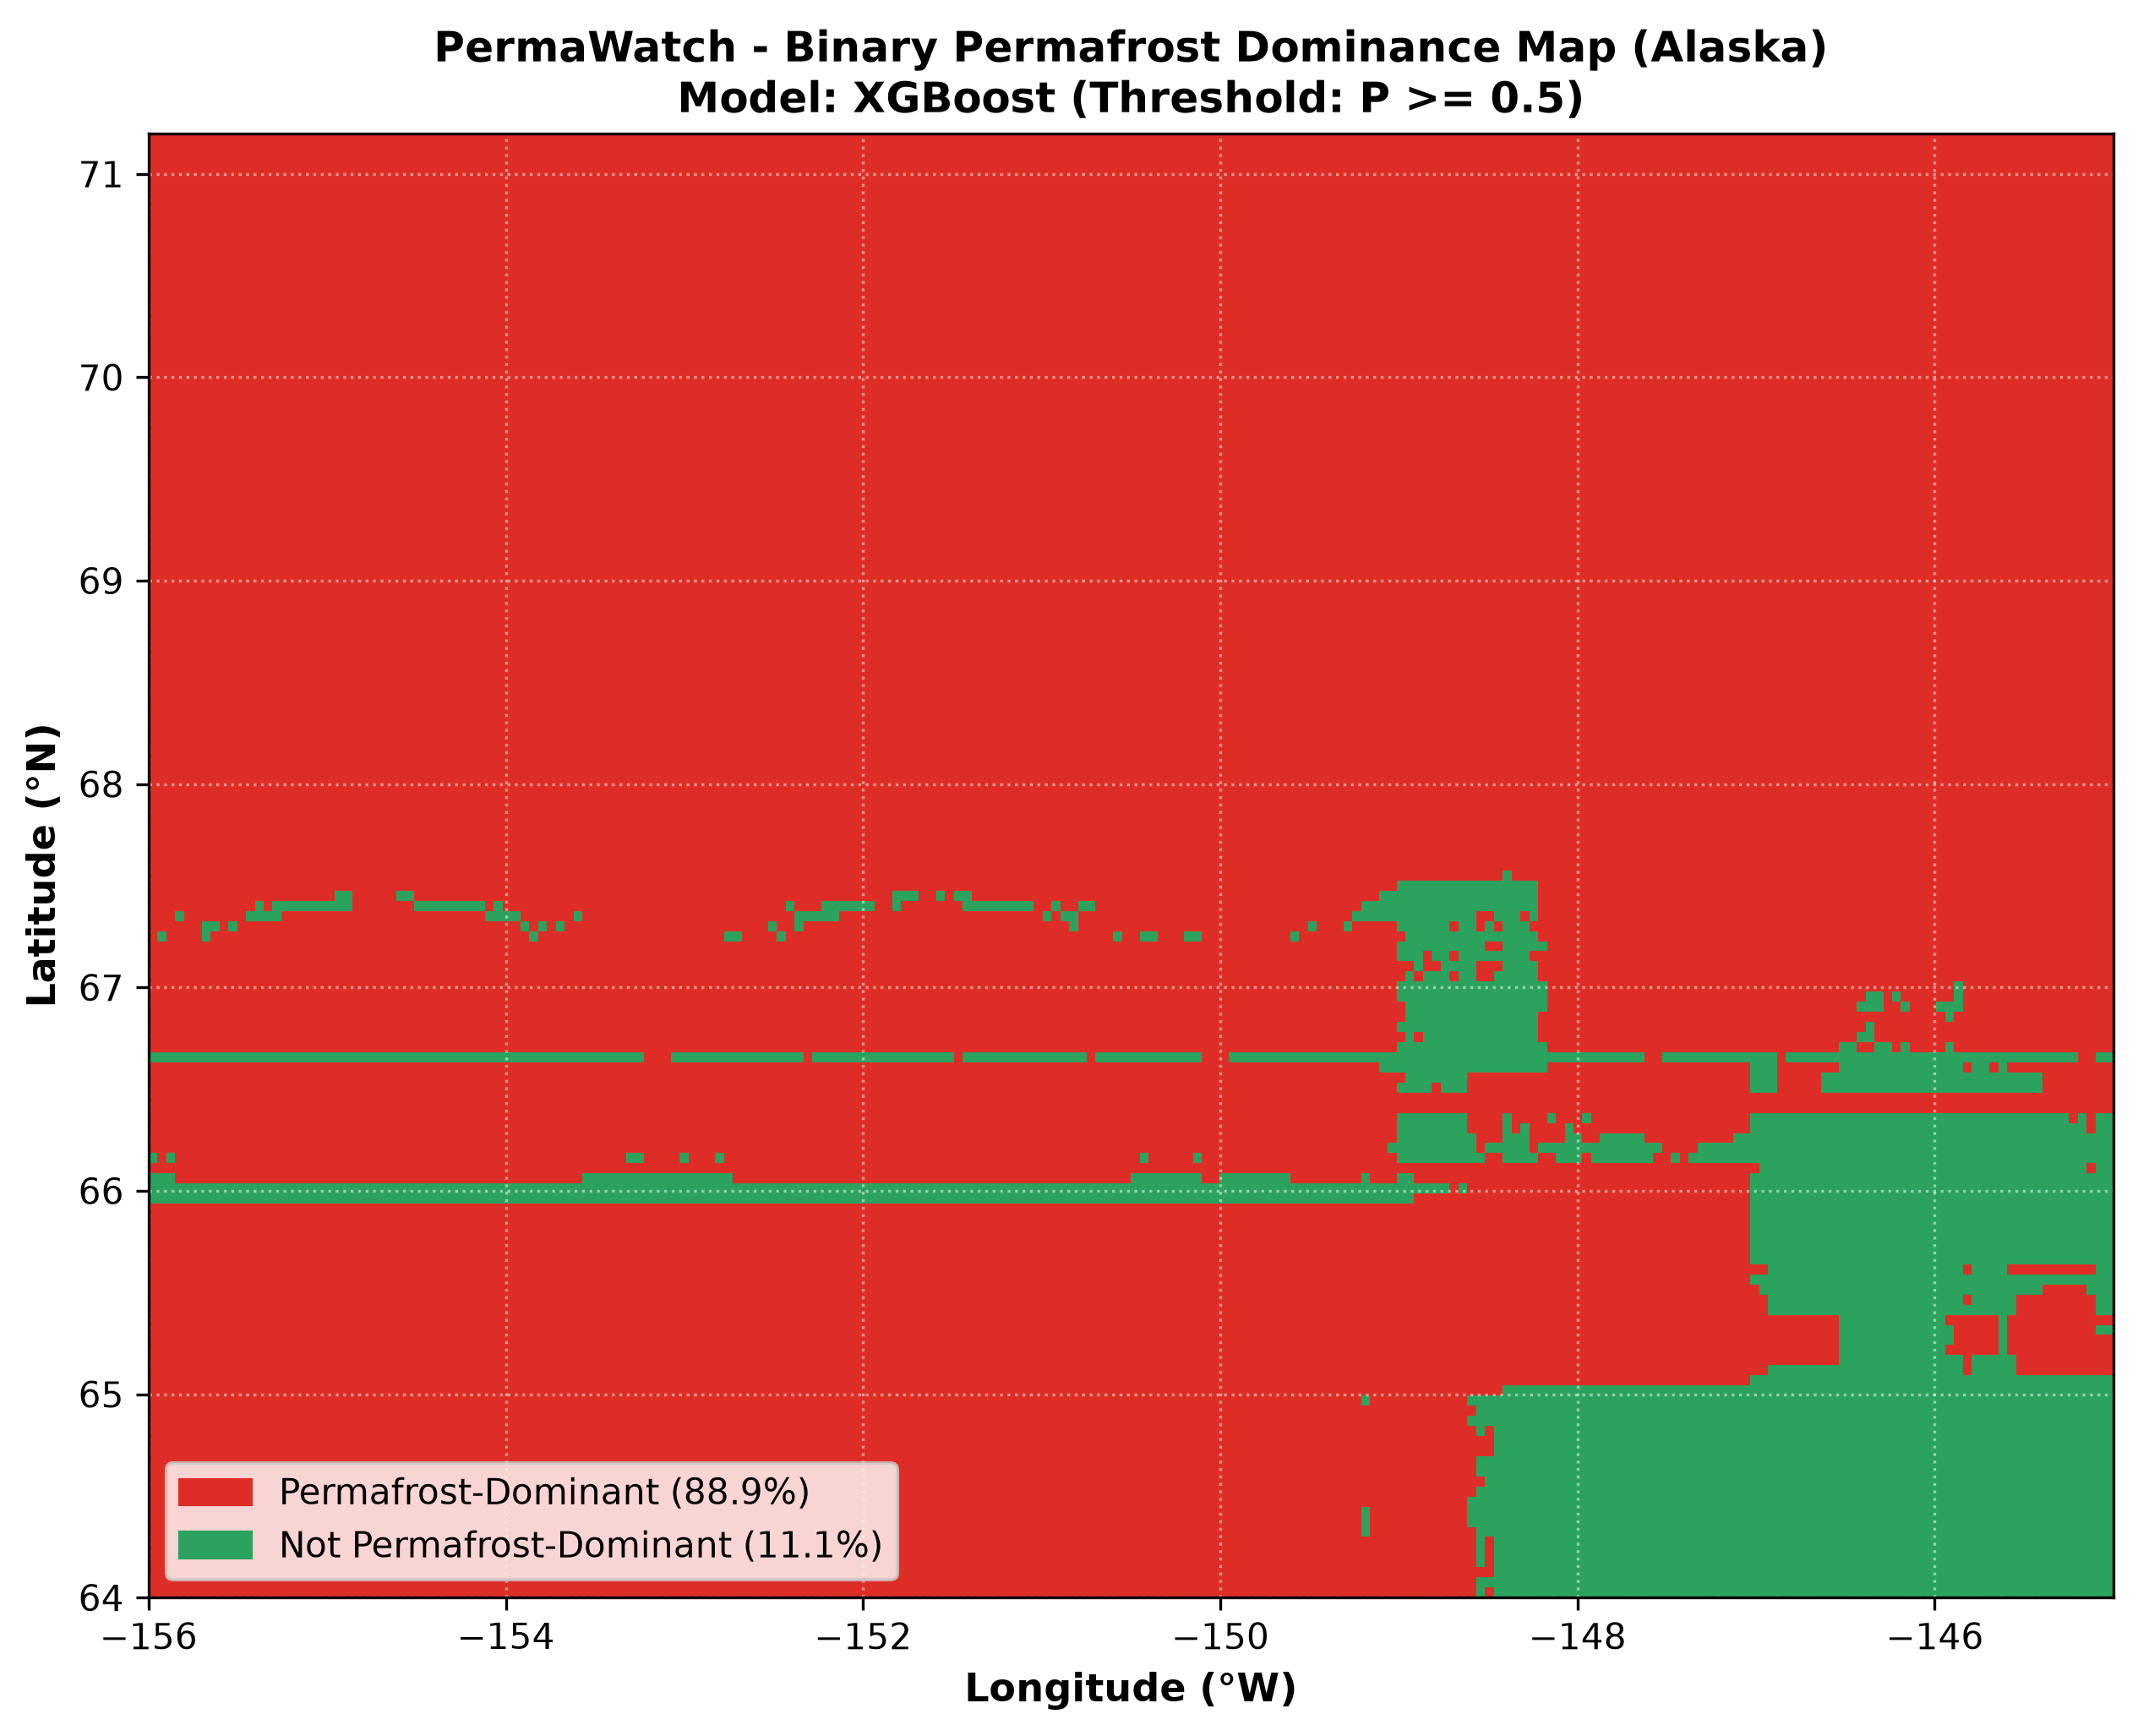 PermaWatch - Binary Permafrost Dominance Map (Alaska)
Model: XGBoost (Threshold: P >= 0.5)
71
70
69
68
67
66
65
64
Latitude (°N)
Permafrost-Dominant (88.9%)
Not Permafrost-Dominant (11.1%)
−156 −154 −152 −150 −148 −146
Longitude (°W)